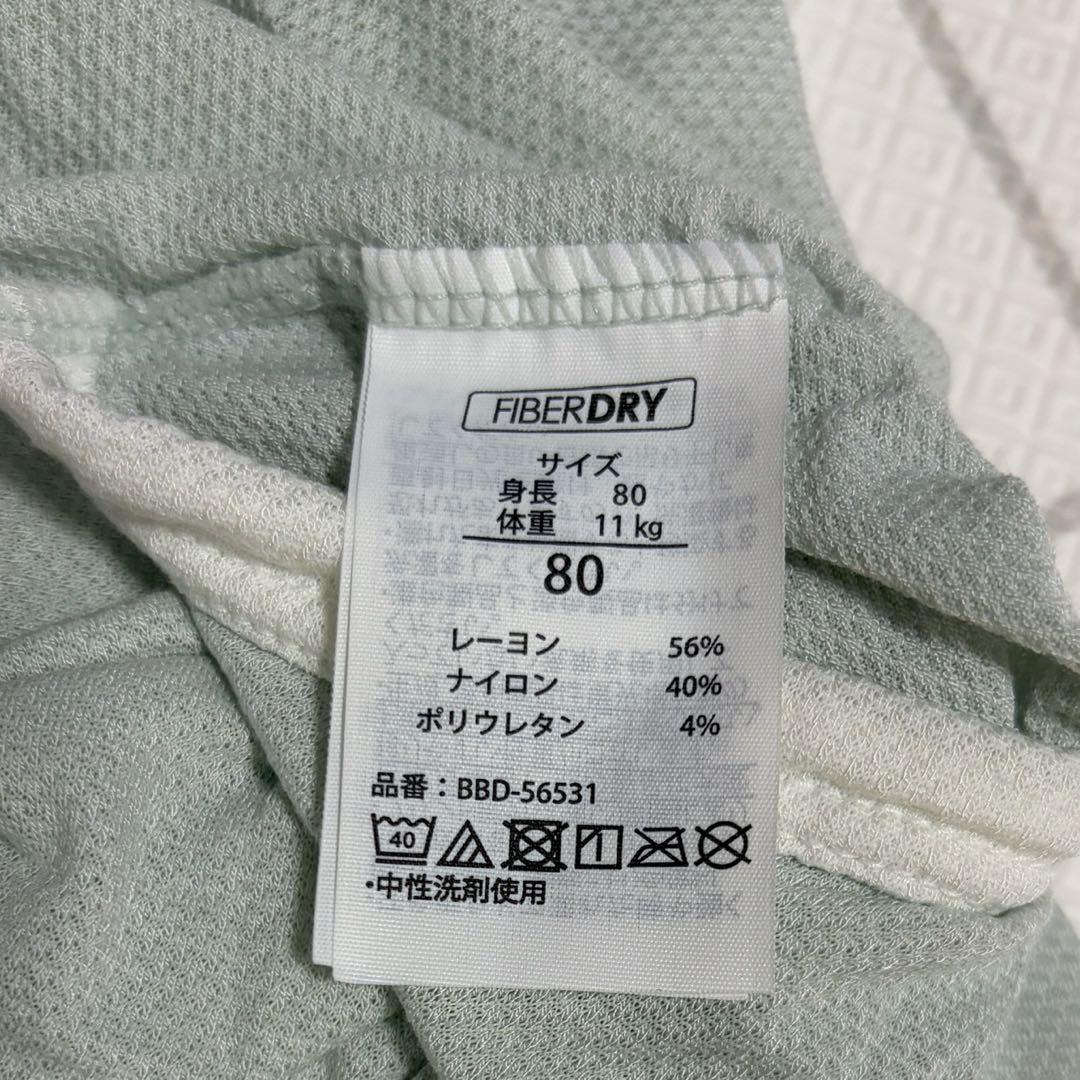 FIBERDRY
サイズ
身長 80
体重 11 kg
80
レーヨン 56%
ナイロン 40%
ポリウレタン 4%
品番：BBD-56531
40
・中性洗剤使用